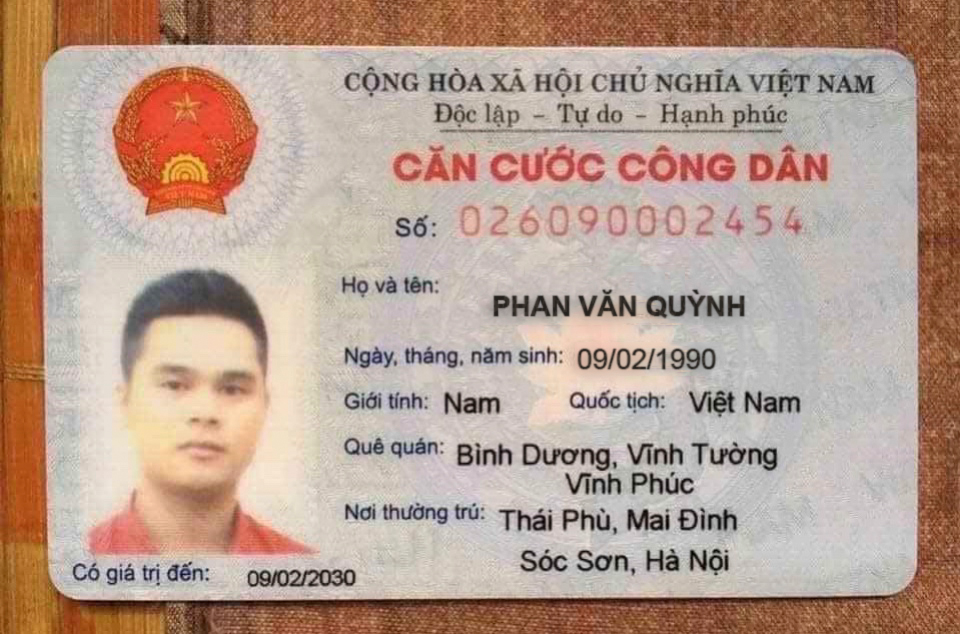 CỘNG HÒA XÃ HỘI CHỦ NGHĨA VIỆT NAM
Độc lập - Tự do - Hạnh phúc
CĂN CƯỚC CÔNG DÂN
Số: 026090002454
Họ và tên:
PHAN VĂN QUỲNH
Ngày, tháng, năm sinh: 09/02/1990
Giới tính: Nam Quốc tịch: Việt Nam
Quê quán: Bình Dương, Vĩnh Tường
Vĩnh Phúc
Nơi thường trú: Thái Phù, Mai Đình
Sóc Sơn, Hà Nội
Có giá trị đến: 09/02/2030